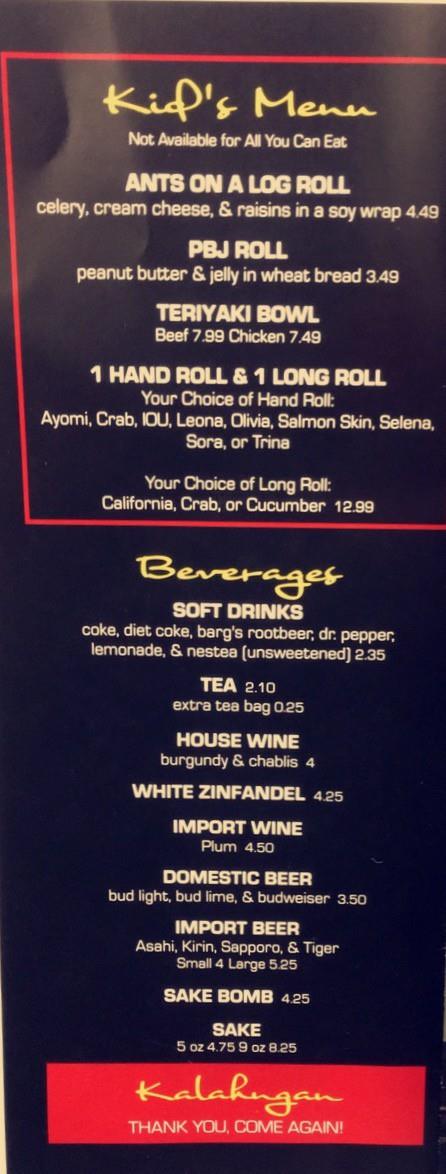 Kid's Menu
Not Available for All You Can Eat
ANTS ON A LOG ROLL
celery, cream cheese, & raisins in a soy wrap 4.49
PBJ ROLL
peanut butter & jelly in wheat bread 3.49
TERIYAKI BOWL
Beef 7.99 Chicken 7.49
1 HAND ROLL & 1 LONG ROLL
Your Choice of Hand Roll:
Ayomi, Crab, IOU, Leona, Olivia, Salmon Skin, Selena,
Sora, or Trina
Your Choice of Long Roll:
California, Crab, or Cucumber 12.99
Beverages
SOFT DRINKS
coke, diet coke, barg's rootbeer, dr. pepper,
lemonade, & nestea (unsweetened) 2.35
TEA 2.10
extra tea bag 0.25
HOUSE WINE
burgundy & chablis 4
WHITE ZINFANDEL 4.25
IMPORT WINE
Plum 4.50
DOMESTIC BEER
bud light, bud lime, & budweiser 3.50
IMPORT BEER
Asahi, Kirin, Sapporo, & Tiger
Small 4 Large 5.25
SAKE BOMB 4.25
SAKE
5 oz 4.75 9 oz 8.25
Kalahngan
THANK YOU, COME AGAIN!